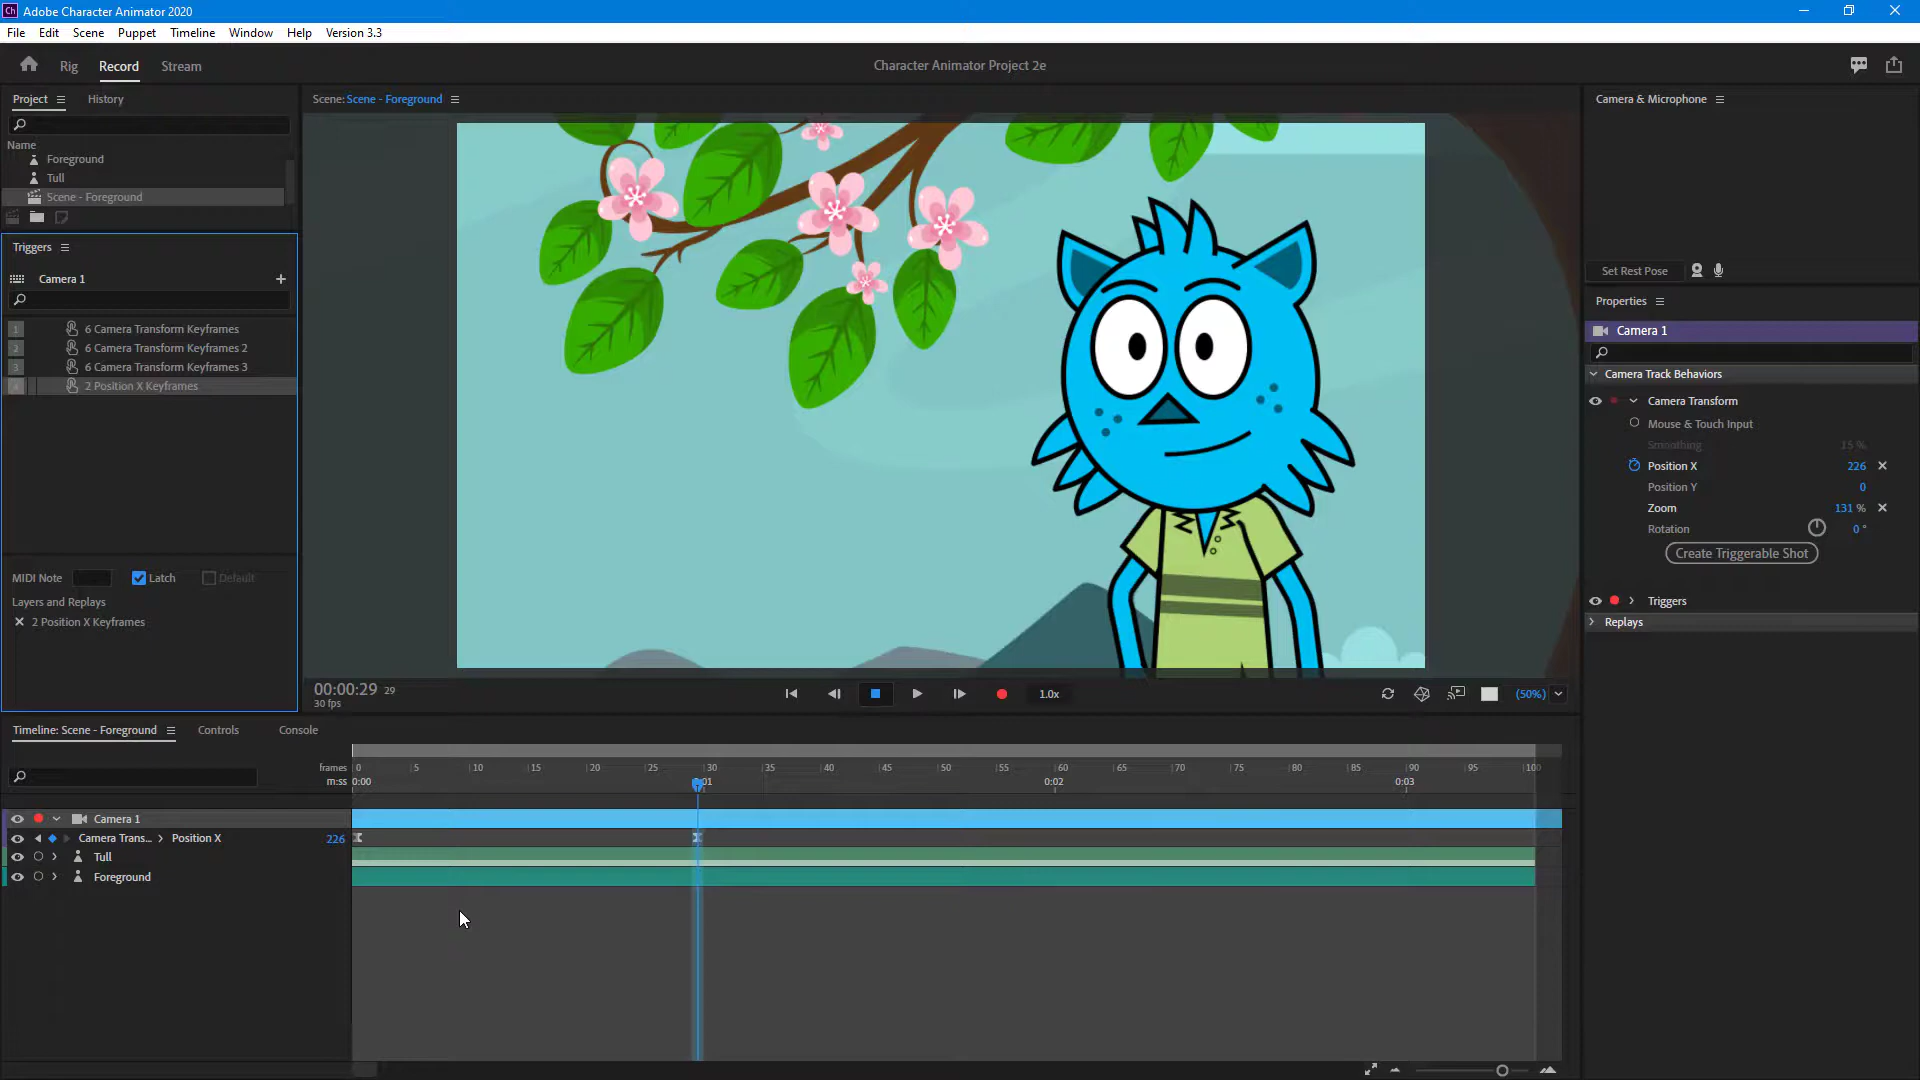 Ch Adobe Character Animator 2020
File Edit Scene Puppet Timeline Window Help Version 3.3
Rig Record Stream
Character Animator Project 2e
Project History
Name
Foreground
Tull
Scene - Foreground
Triggers
Camera 1
1 6 Camera Transform Keyframes
2 6 Camera Transform Keyframes 2
3 6 Camera Transform Keyframes 3
2 Position X Keyframes
MIDI Note Latch Default
Layers and Replays
2 Position X Keyframes
Scene: Scene - Foreground
00:00:29 29
30 fps
1.0x
(50%)
Camera & Microphone
Set Rest Pose
Properties
Camera 1
Camera Track Behaviors
Camera Transform
Mouse & Touch Input
Smoothing 15 %
Position X 226
Position Y 0
Zoom 131 %
Rotation 0 °
Create Triggerable Shot
Triggers
Replays
Timeline: Scene - Foreground Controls Console
frames 0 5 10 15 20 25 30 35 40 45 50 55 60 65 70 75 80 85 90 95 100
m:ss 0:00 0:01 0:02 0:03
Camera 1
Camera Trans... > Position X 226
Tull
Foreground